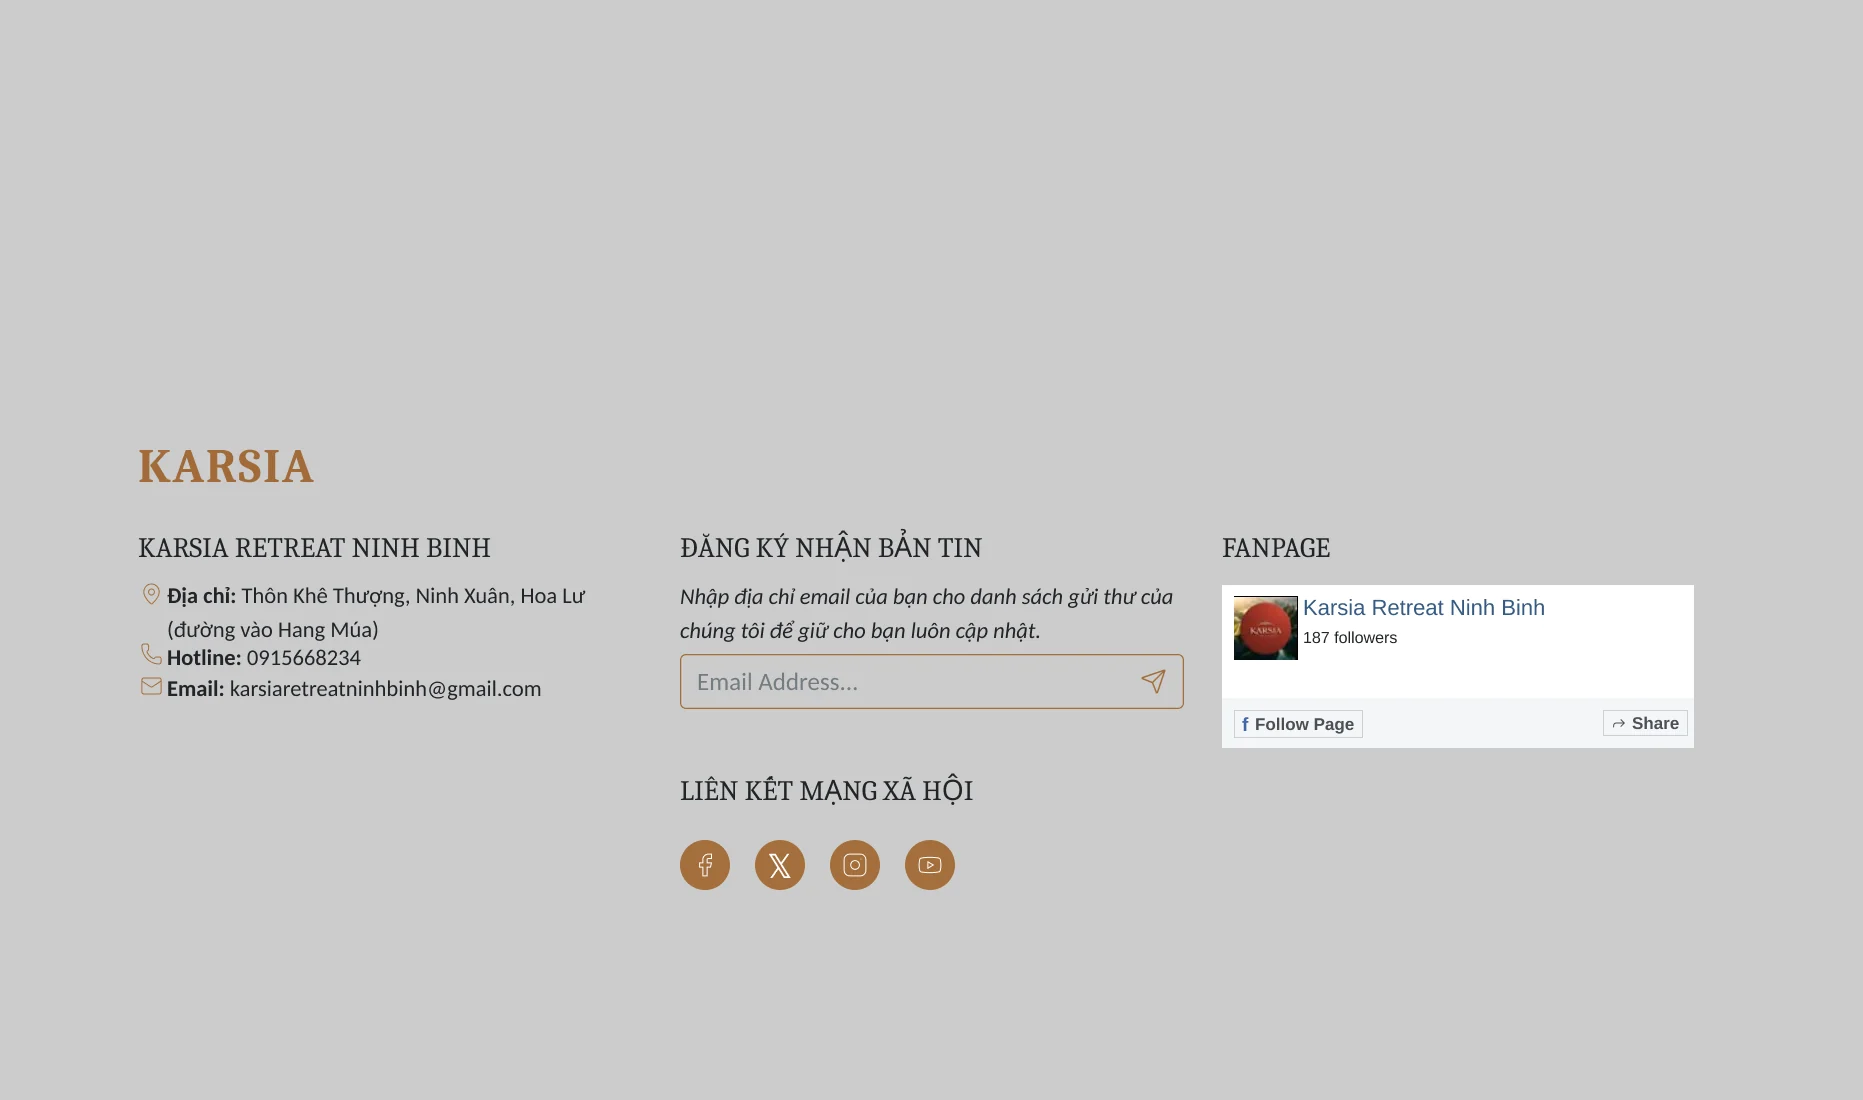 KARSIA
KARSIA RETREAT NINH BINH
Địa chỉ: Thôn Khê Thượng, Ninh Xuân, Hoa Lư
(đường vào Hang Múa)
Hotline: 0915668234
Email: karsiaretreatninhbinh@gmail.com
ĐĂNG KÝ NHẬN BẢN TIN
Nhập địa chỉ email của bạn cho danh sách gửi thư của
chúng tôi để giữ cho bạn luôn cập nhật.
Email Address...
LIÊN KẾT MẠNG XÃ HỘI
FANPAGE
KARSIA
Karsia Retreat Ninh Binh
187 followers
Follow Page
Share